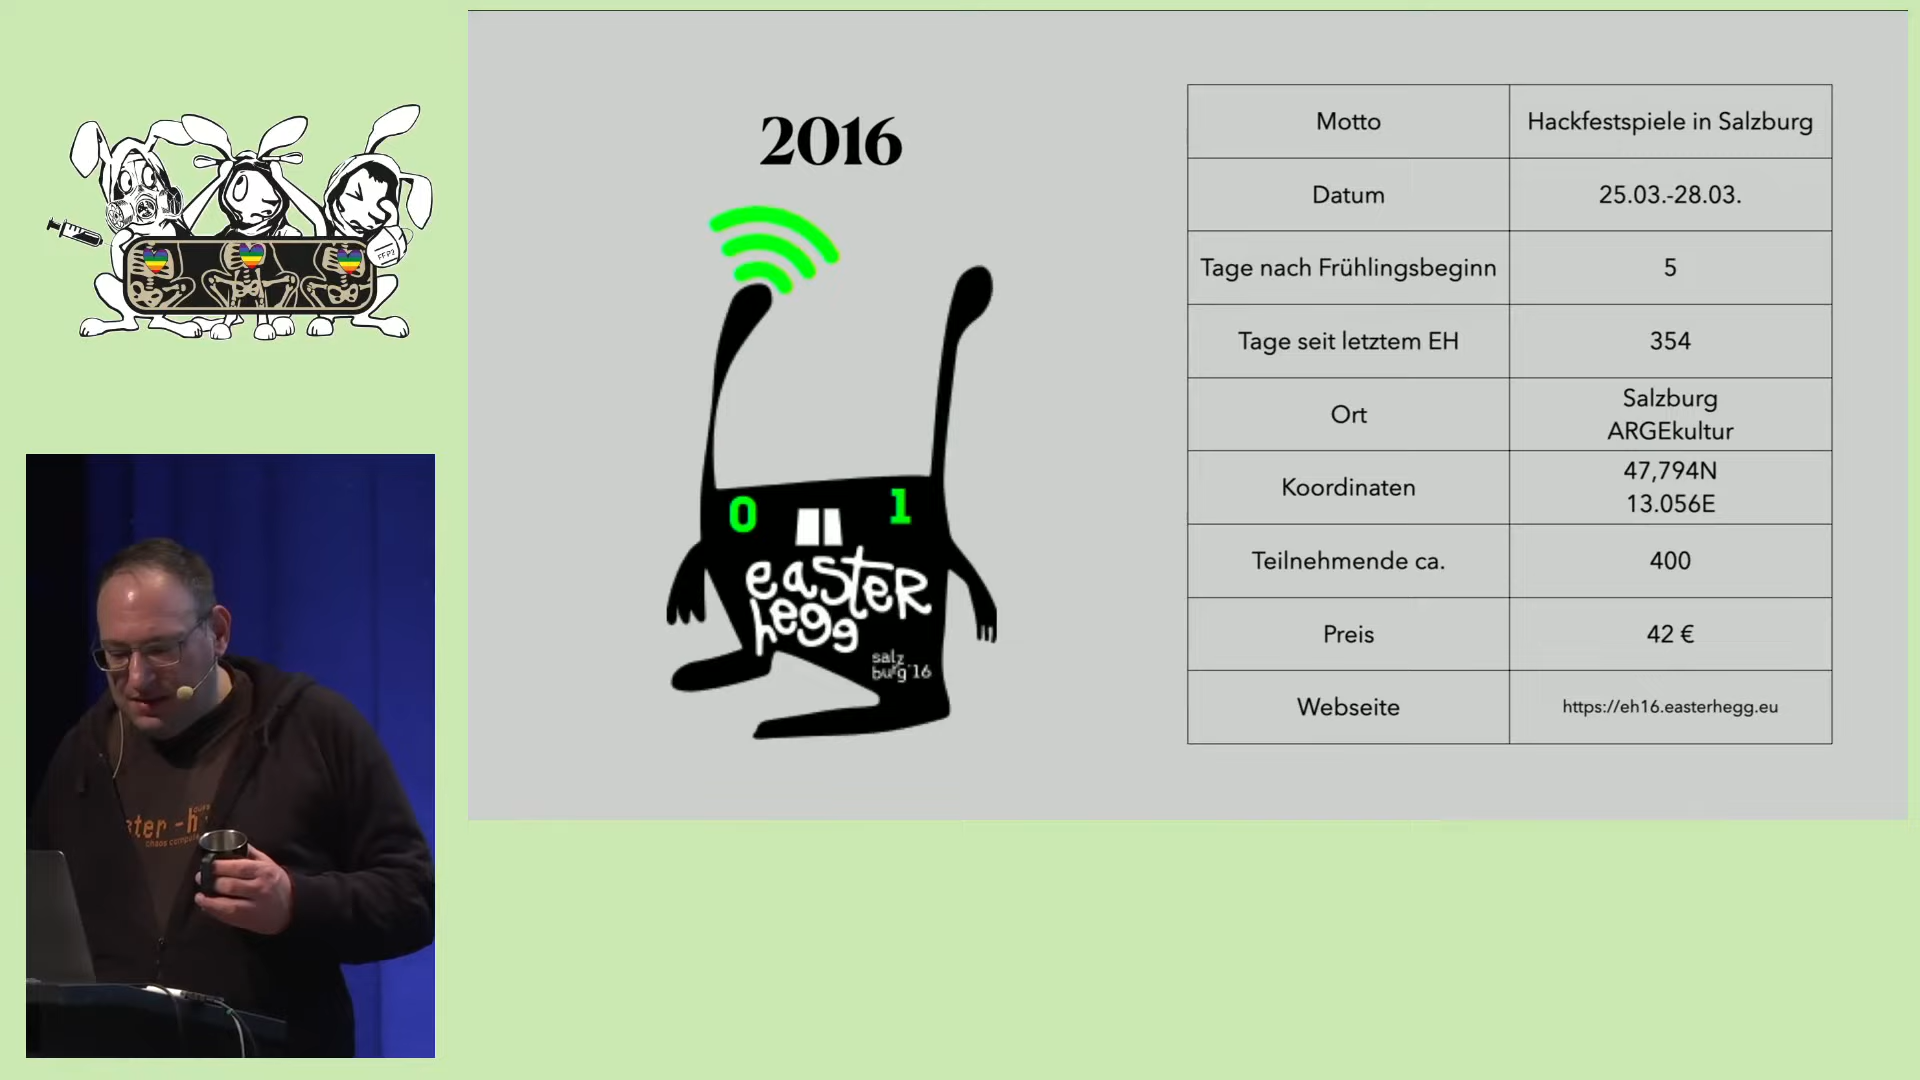 2016
0 1
easteR
hegg
salz
burg'16
Motto Hackfestspiele in Salzburg
Datum 25.03.-28.03.
Tage nach Frühlingsbeginn 5
Tage seit letztem EH 354
Ort Salzburg
ARGEkultur
Koordinaten 47,794N
13.056E
Teilnehmende ca. 400
Preis 42 €
Webseite https://eh16.easterhegg.eu
FFP2